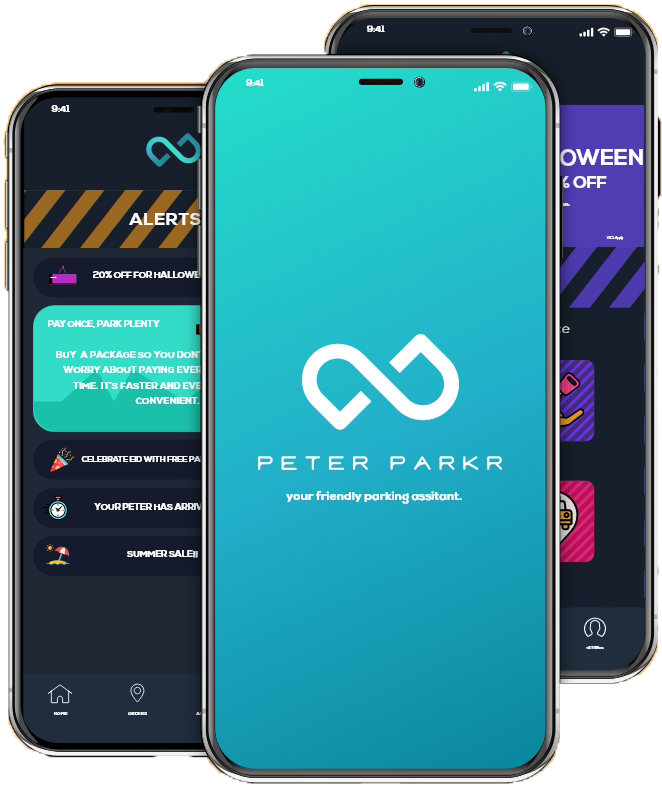 9:41
ALERTS
20% OFF FOR HALLOWE
PAY ONCE, PARK PLENTY
BUY A PACKAGE SO YOU DON'T
WORRY ABOUT PAYING EVER
TIME. IT'S FASTER AND EVE
CONVENIENT.
CELEBRATE EID WITH FREE PA
YOUR PETER HAS ARRIV
SUMMER SALE!!
HOME
ORDERS
9:41
PETER PARKR
your friendly parking assitant.
9:41
OWEEN
% OFF
T&Cs Apply